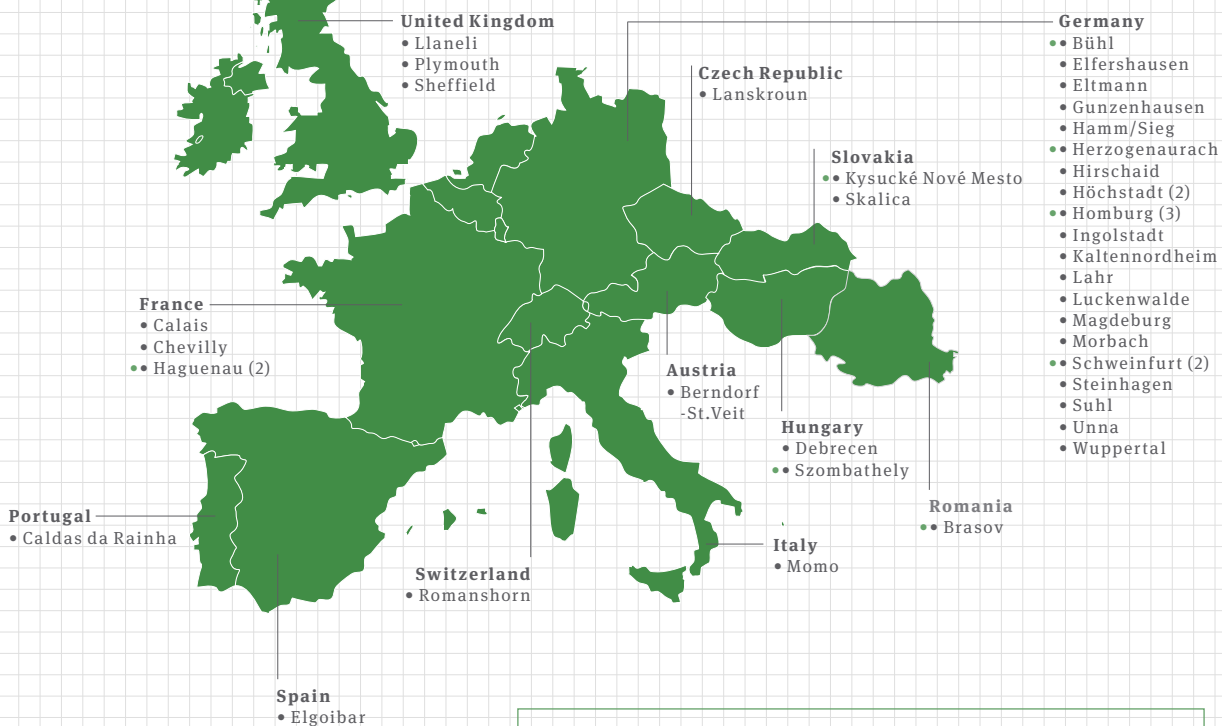 United Kingdom
• Llaneli
• Plymouth
• Sheffield
Germany
•• Bühl
• Elfershausen
• Eltmann
• Gunzenhausen
• Hamm/Sieg
•• Herzogenaurach
• Hirschaid
• Höchstadt (2)
•• Homburg (3)
• Ingolstadt
• Kaltennordheim
• Lahr
• Luckenwalde
• Magdeburg
• Morbach
•• Schweinfurt (2)
• Steinhagen
• Suhl
• Unna
• Wuppertal
Czech Republic
• Lanskroun
Slovakia
•• Kysucké Nové Mesto
• Skalica
France
• Calais
• Chevilly
•• Haguenau (2)
Austria
• Berndorf
-St.Veit
Hungary
• Debrecen
•• Szombathely
Romania
•• Brasov
Portugal
• Caldas da Rainha
Italy
• Momo
Switzerland
• Romanshorn
Spain
• Elgoibar